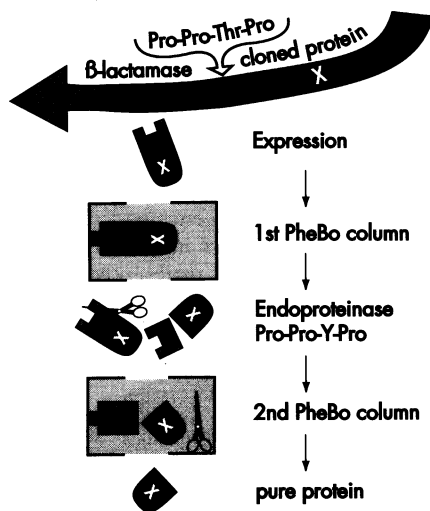 Pro-Pro-Thr-Pro
ß-lactamase cloned protein
X
X
Expression
X
1st PheBo column
X
X
Endoproteinase
Pro-Pro-Y-Pro
X
2nd PheBo column
X
pure protein